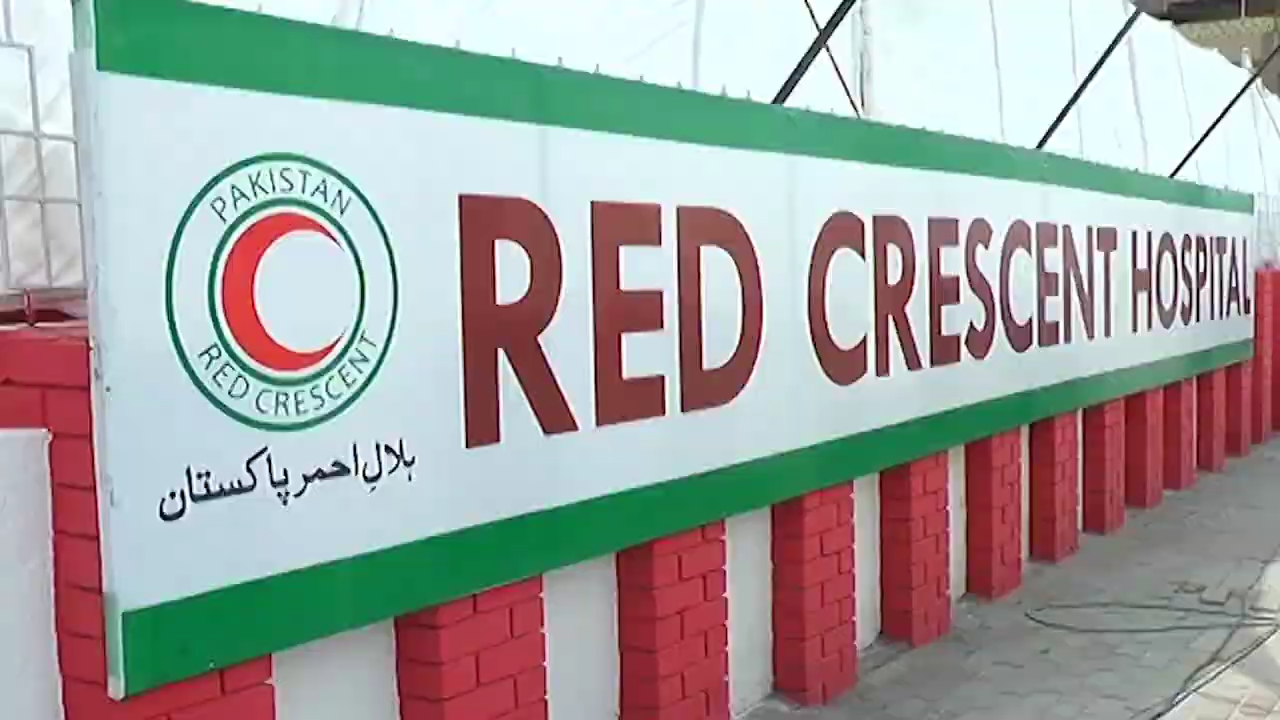 PAKISTAN
RED CRESCENT
ہلالِ احمر پاکستان
RED CRESCENT HOSPITAL